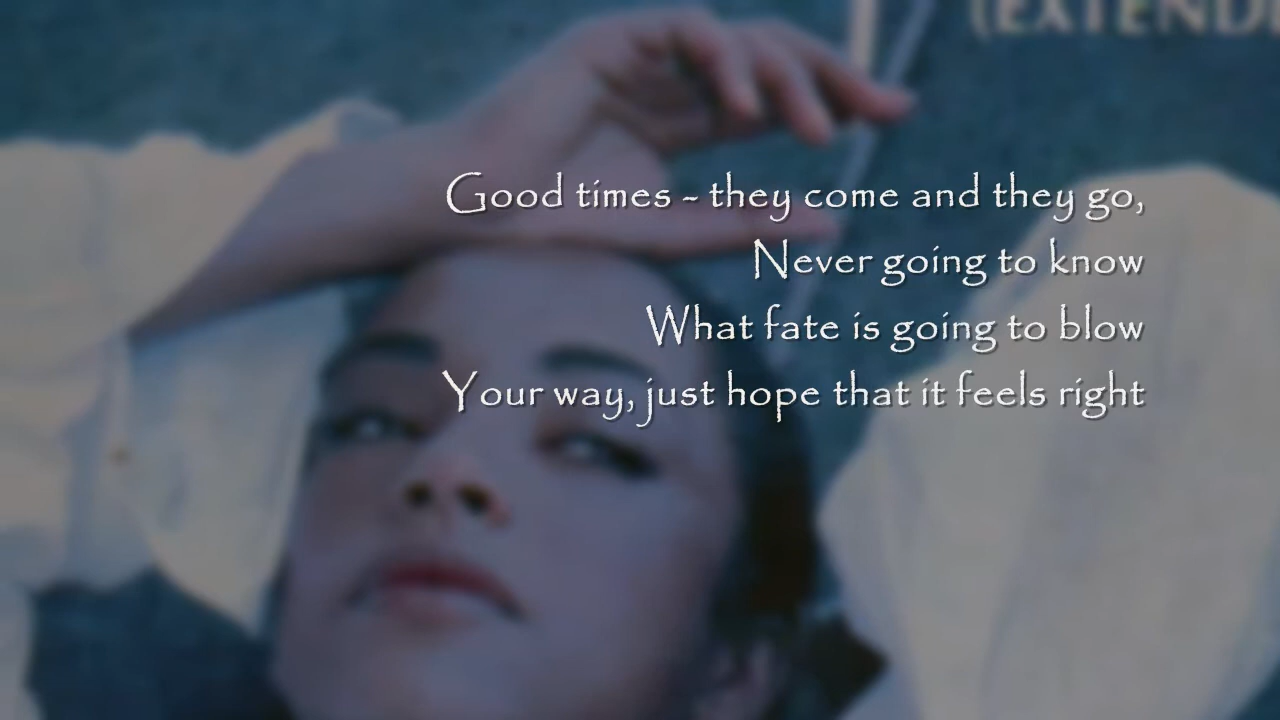 (EXTENDE
Good times - they come and they go,
Never going to know
What fate is going to blow
Your way, just hope that it feels right